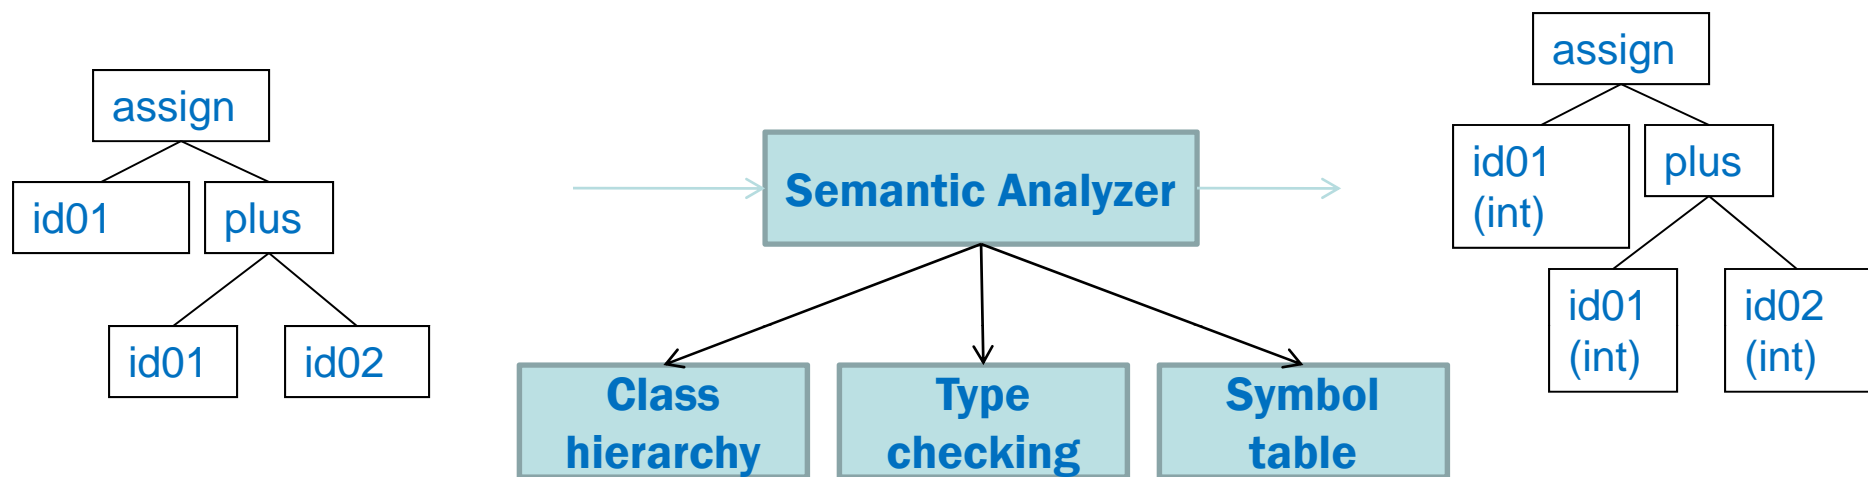 assign
id01
plus
id01
id02
Semantic Analyzer
Class
hierarchy
Type
checking
Symbol
table
assign
id01
(int)
plus
id01
(int)
id02
(int)